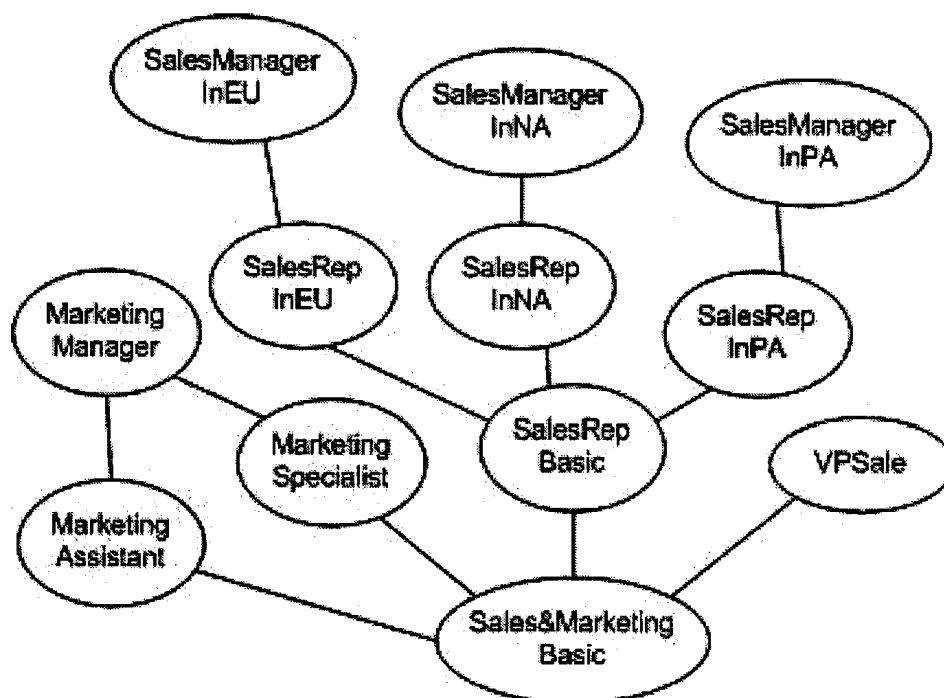 SalesManager
InEU
SalesManager
InNA
SalesManager
InPA
SalesRep
InEU
SalesRep
InNA
SalesRep
InPA
Marketing
Manager
Marketing
Specialist
SalesRep
Basic
VPSale
Marketing
Assistant
Sales&Marketing
Basic